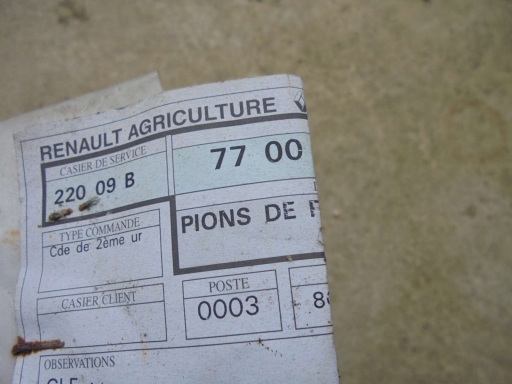 RENAULT AGRICULTURE
CASIER DE SERVICE
220 09 B
77 00
PIONS DE
TYPE COMMANDE
Cde de 2ème ur
CASIER CLIENT
POSTE
0003
8
OBSERVATIONS